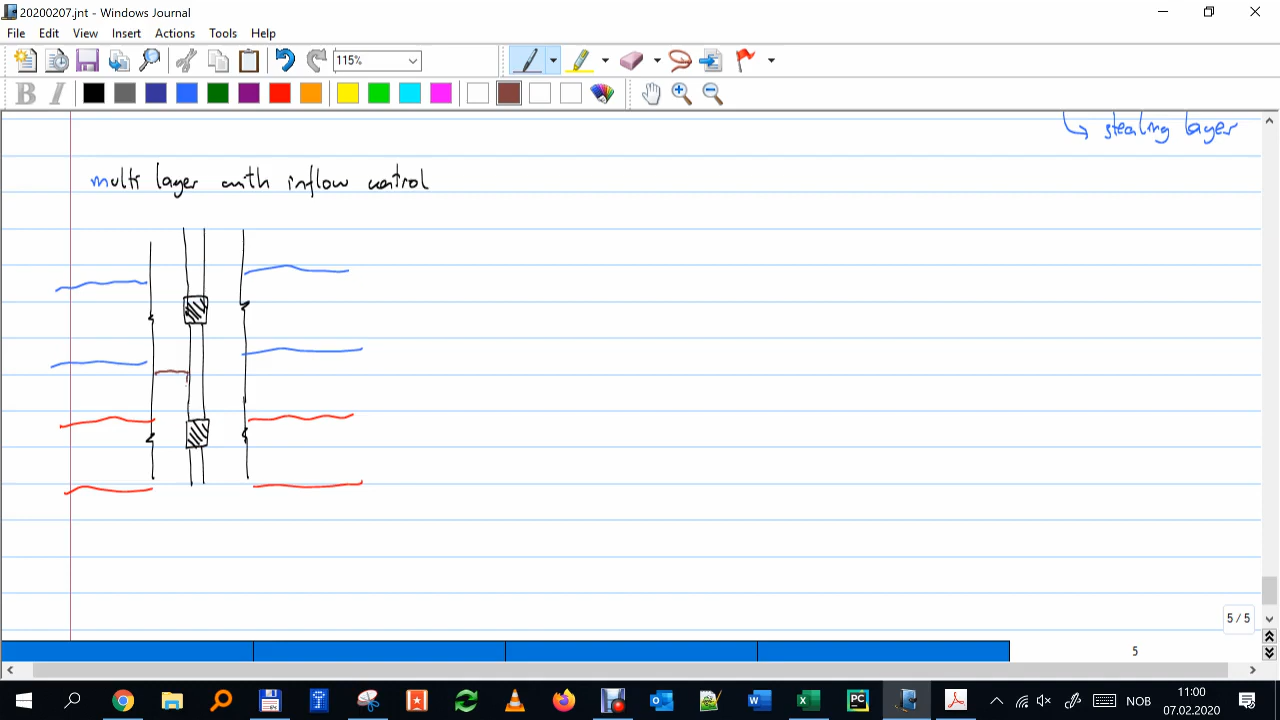 20200207.jnt - Windows Journal
File Edit View Insert Actions Tools Help
115%
B I
stealing layer
multi layer with inflow control
5 / 5
5
NOB
11:00
07.02.2020